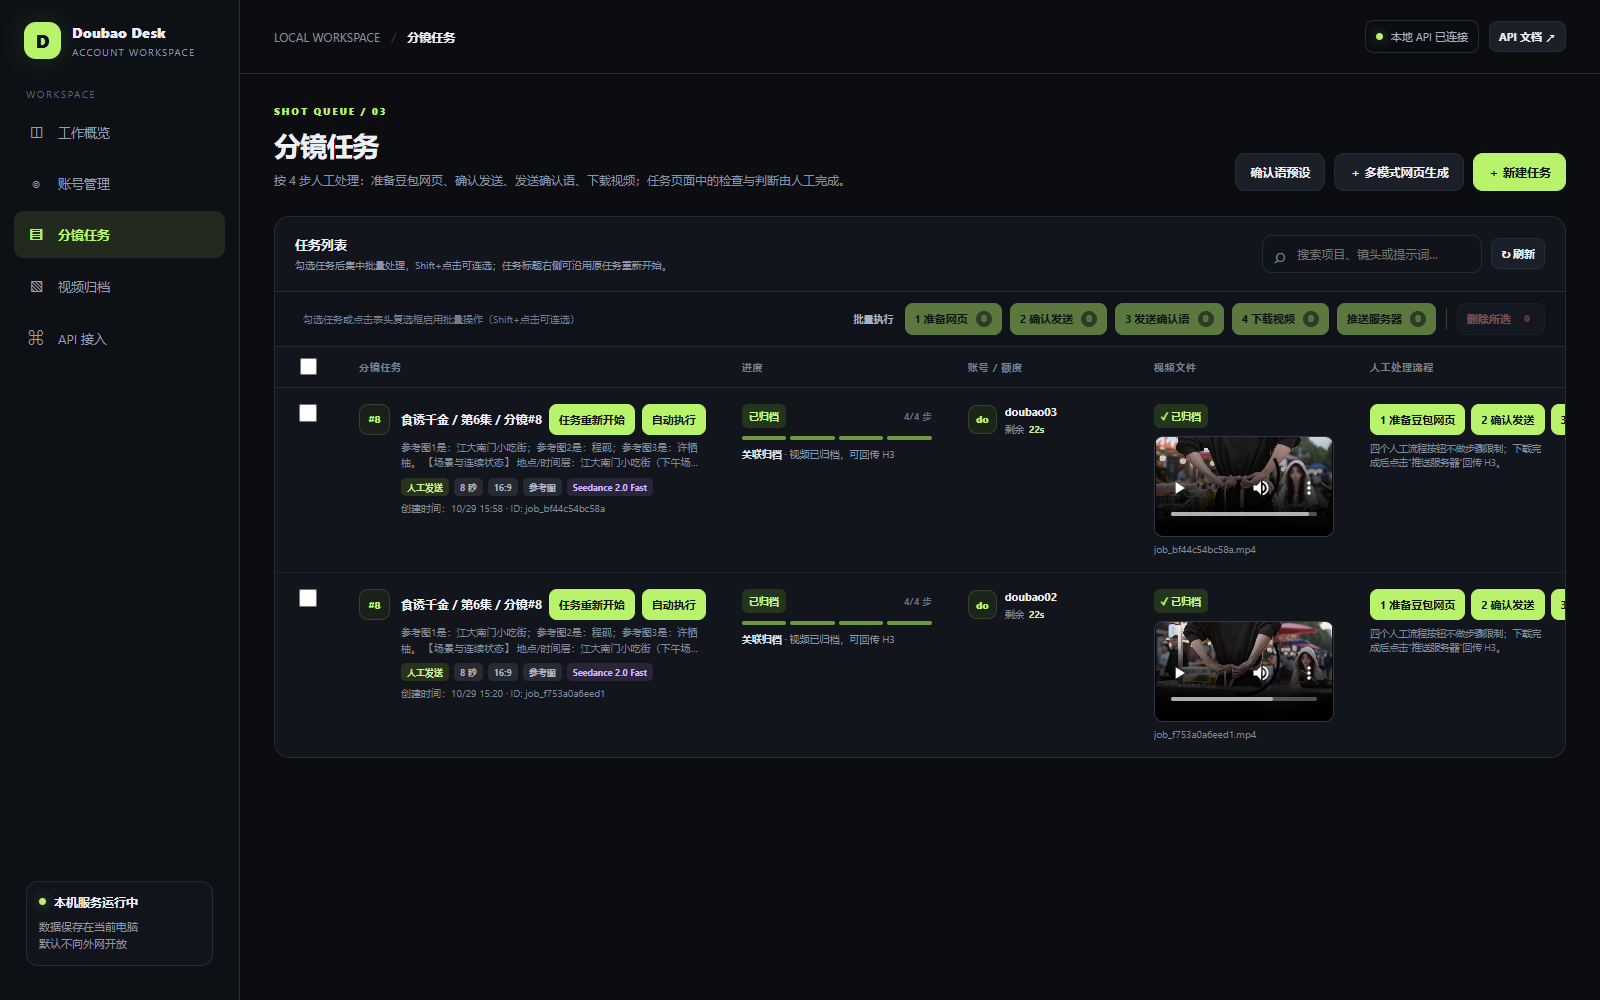 D
Doubao Desk
ACCOUNT WORKSPACE
WORKSPACE
工作概览
账号管理
分镜任务
视频归档
API 接入
本机服务运行中
数据保存在当前电脑
默认不向外网开放
LOCAL WORKSPACE / 分镜任务
本地 API 已连接
API 文档 ↗
SHOT QUEUE / 03
分镜任务
按 4 步人工处理：准备豆包网页、确认发送、发送确认语、下载视频；任务页面中的检查与判断由人工完成。
确认语预设
+ 多模式网页生成
+ 新建任务
任务列表
勾选任务后集中批量处理，Shift+点击可连选；任务标题右侧可沿用原任务重新开始。
搜索项目、镜头或提示词...
↻ 刷新
勾选任务或点击表头复选框启用批量操作（Shift+点击可连选）
批量执行
1 准备网页 0
2 确认发送 0
3 发送确认语 0
4 下载视频 0
推送服务器 0
删除所选 0
分镜任务
进度
账号 / 额度
视频文件
人工处理流程
#8
食诱千金 / 第6集 / 分镜#8
任务重新开始
自动执行
参考图1是：江大南门小吃街；参考图2是：程砚；参考图3是：许栖
柚。 【场景与连续状态】 地点/时间层：江大南门小吃街（下午场...
人工发送
8 秒
16:9
参考图
Seedance 2.0 Fast
创建时间：10/29 15:58 · ID: job_bf44c54bc58a
已归档
4/4 步
关联归档 · 视频已归档，可回传 H3
do
doubao03
剩余 22s
✓ 已归档
job_bf44c54bc58a.mp4
1 准备豆包网页
2 确认发送
3
四个人工流程按钮不做步骤限制；下载完
成后点击“推送服务器”回传 H3。
#8
食诱千金 / 第6集 / 分镜#8
任务重新开始
自动执行
参考图1是：江大南门小吃街；参考图2是：程砚；参考图3是：许栖
柚。 【场景与连续状态】 地点/时间层：江大南门小吃街（下午场...
人工发送
8 秒
16:9
参考图
Seedance 2.0 Fast
创建时间：10/29 15:20 · ID: job_f753a0a6eed1
已归档
4/4 步
关联归档 · 视频已归档，可回传 H3
do
doubao02
剩余 22s
✓ 已归档
job_f753a0a6eed1.mp4
1 准备豆包网页
2 确认发送
3
四个人工流程按钮不做步骤限制；下载完
成后点击“推送服务器”回传 H3。